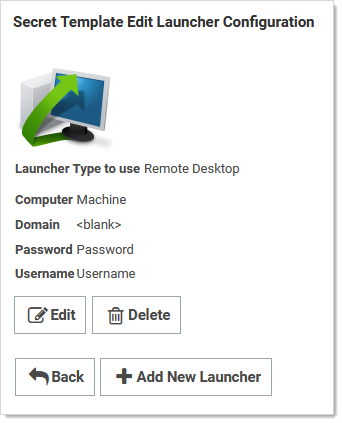 Secret Template Edit Launcher Configuration
Launcher Type to use Remote Desktop
Computer Machine
Domain <blank>
Password Password
Username Username
Edit Delete
Back Add New Launcher